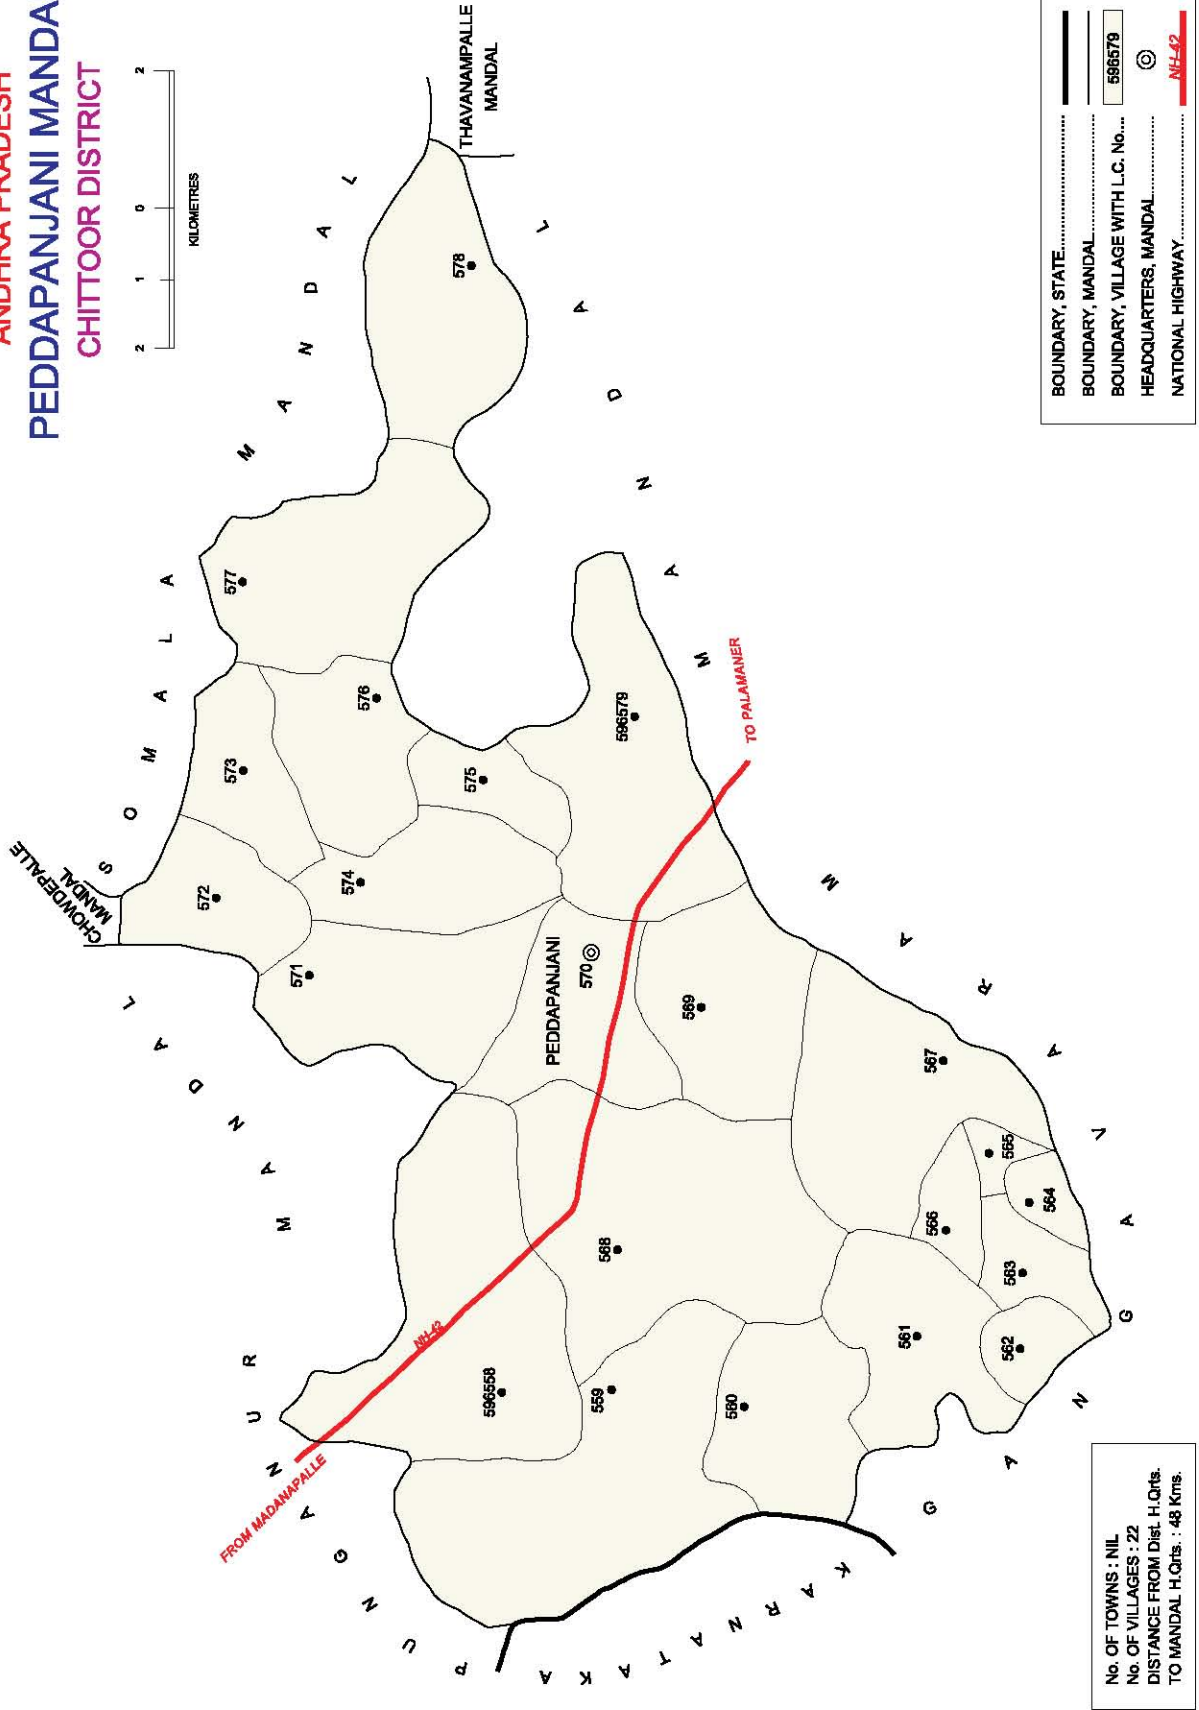 ANDHRA PRADESH
PEDDAPANJANI MANDA
CHITTOOR DISTRICT
2 1 0 2
KILOMETRES
THAVANAMPALLE
MANDAL
CHOWDEPALLE
MANDAL
SOMALA MANDAL
PUNGANUR MANDAL
KARNATAKA
GANGAVARAM MANDAL
FROM MADANAPALLE
NH-42
TO PALAMANER
PEDDAPANJANI
570
571
572
573
574
575
576
577
578
596579
569
568
567
566
565
564
563
562
561
560
559
596558
BOUNDARY, STATE
BOUNDARY, MANDAL
BOUNDARY, VILLAGE WITH L.C. No.... 596579
HEADQUARTERS, MANDAL
NATIONAL HIGHWAY NH-42
No. OF TOWNS : NIL
No. OF VILLAGES : 22
DISTANCE FROM Dist. H.Qrts.
TO MANDAL H.Qrts. : 48 Kms.